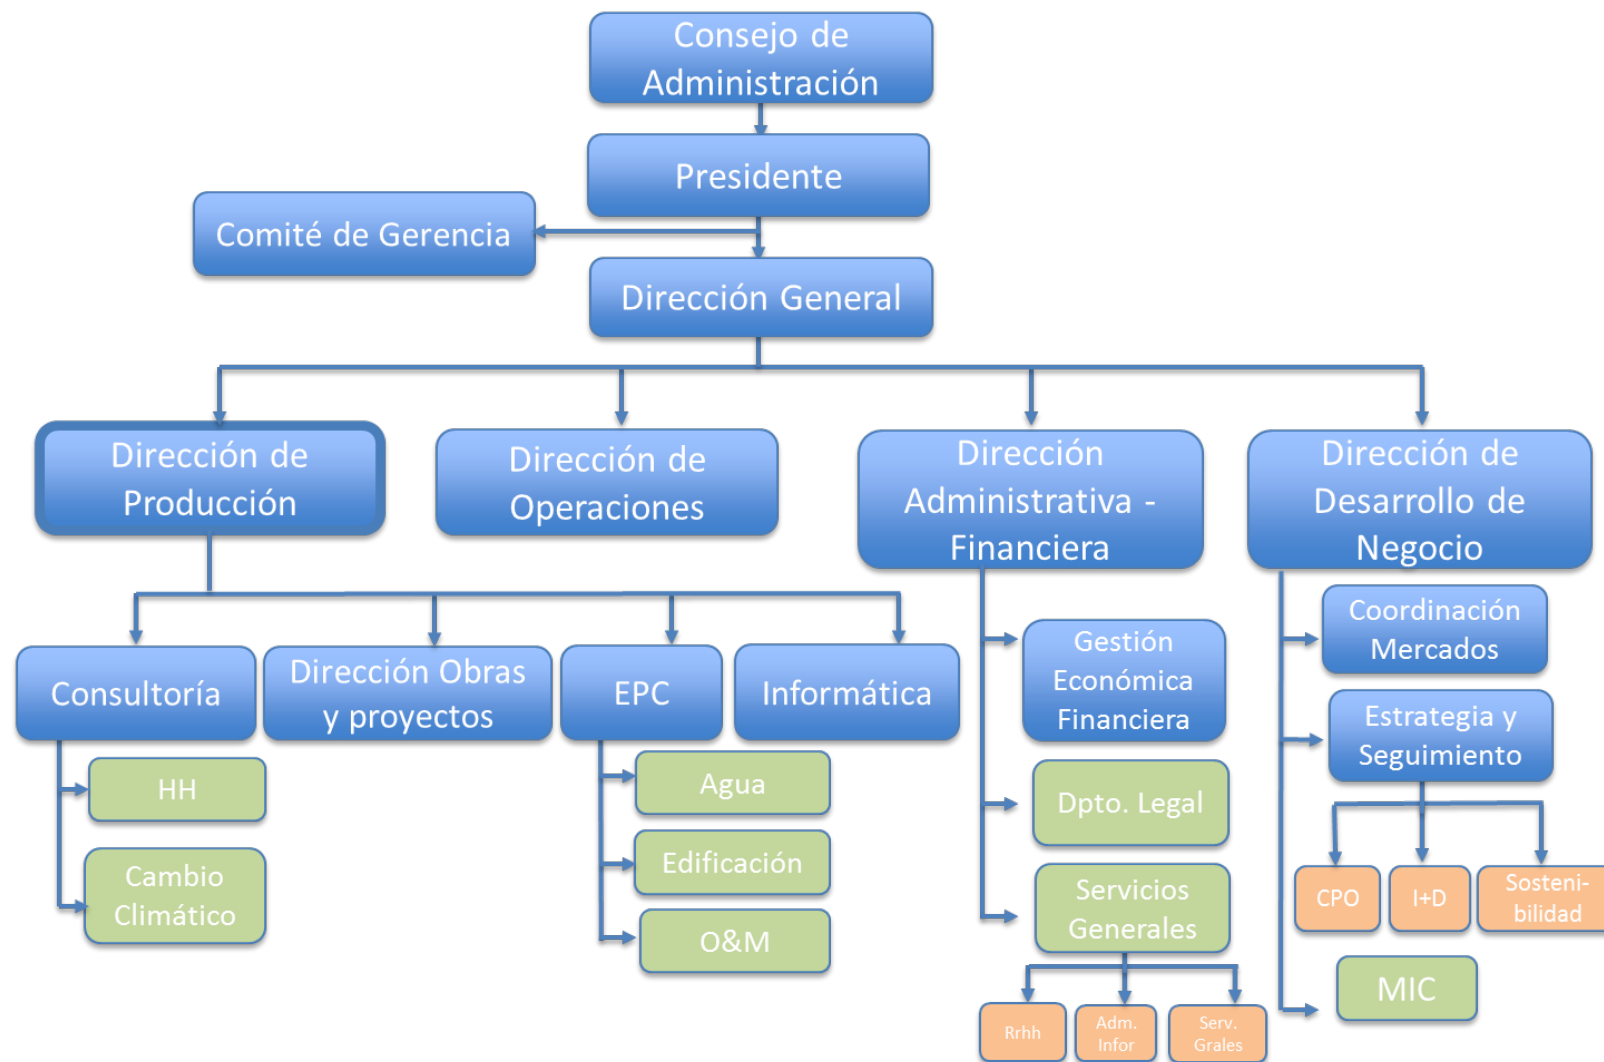 Consejo de
Administración
Presidente
Comité de Gerencia
Dirección General
Dirección de
Producción
Dirección de
Operaciones
Dirección
Administrativa -
Financiera
Dirección de
Desarrollo de
Negocio
Consultoría
Dirección Obras
y proyectos
EPC
Informática
HH
Cambio
Climático
Agua
Edificación
O&M
Gestión
Económica
Financiera
Dpto. Legal
Servicios
Generales
Rrhh
Adm.
Infor
Serv.
Grales
Coordinación
Mercados
Estrategia y
Seguimiento
CPO
I+D
Sosteni-
bilidad
MIC